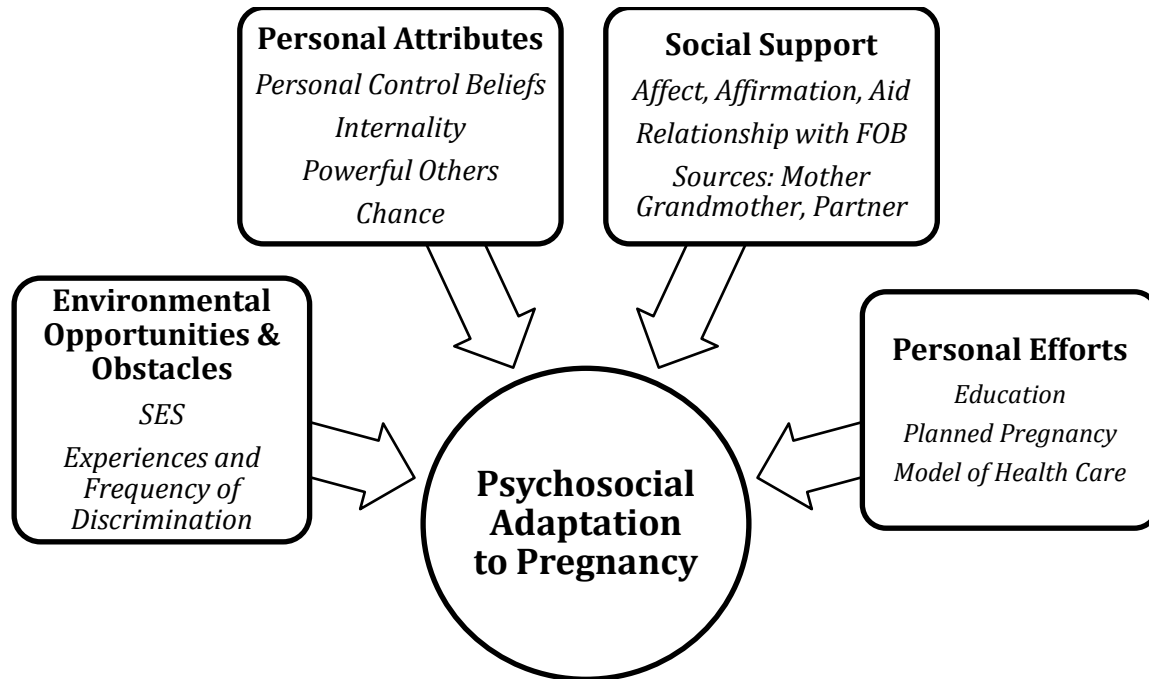 Personal Attributes
Personal Control Beliefs
Internality
Powerful Others
Chance
Social Support
Affect, Affirmation, Aid
Relationship with FOB
Sources: Mother
Grandmother, Partner
Environmental
Opportunities &
Obstacles
SES
Experiences and
Frequency of
Discrimination
Personal Efforts
Education
Planned Pregnancy
Model of Health Care
Psychosocial
Adaptation
to Pregnancy